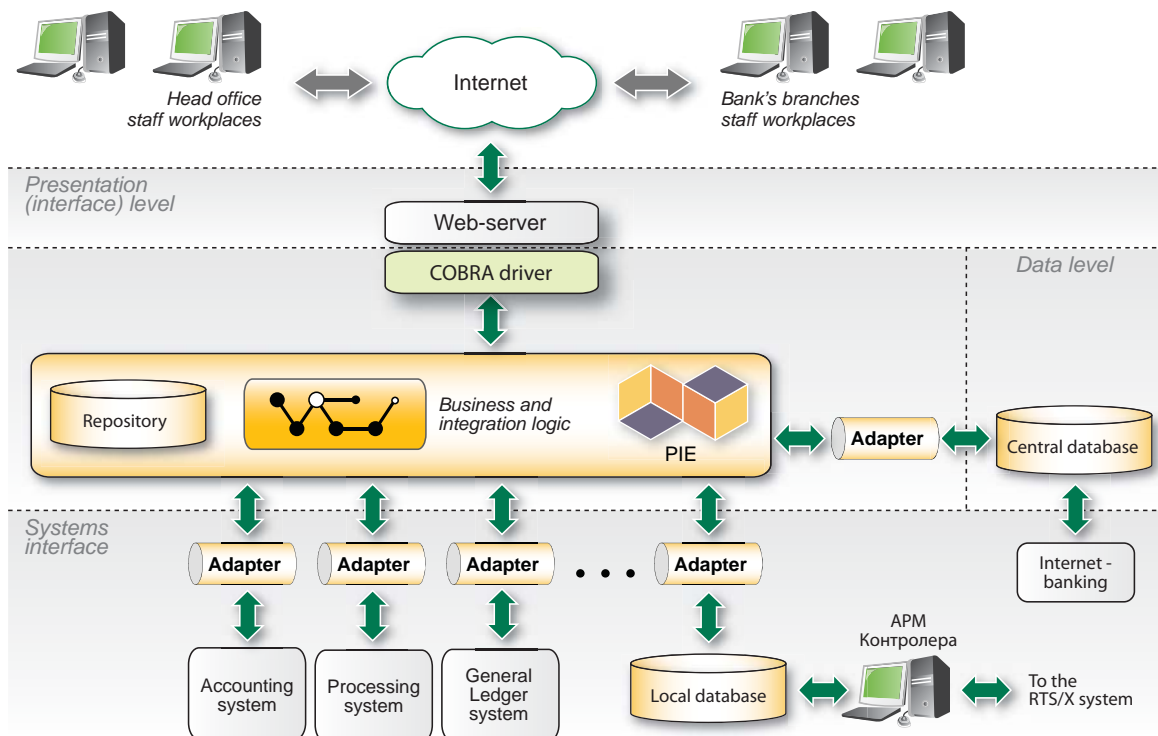 Internet
Head office
staff workplaces
Bank's branches
staff workplaces
Presentation
(interface) level
Web-server
COBRA driver
Data level
Repository
Business and
integration logic
PIE
Adapter
Central database
Systems
interface
Adapter
Adapter
Adapter
• • •
Adapter
Internet -
banking
Accounting
system
Processing
system
General
Ledger
system
Local database
АРМ
Контролера
To the
RTS/X system